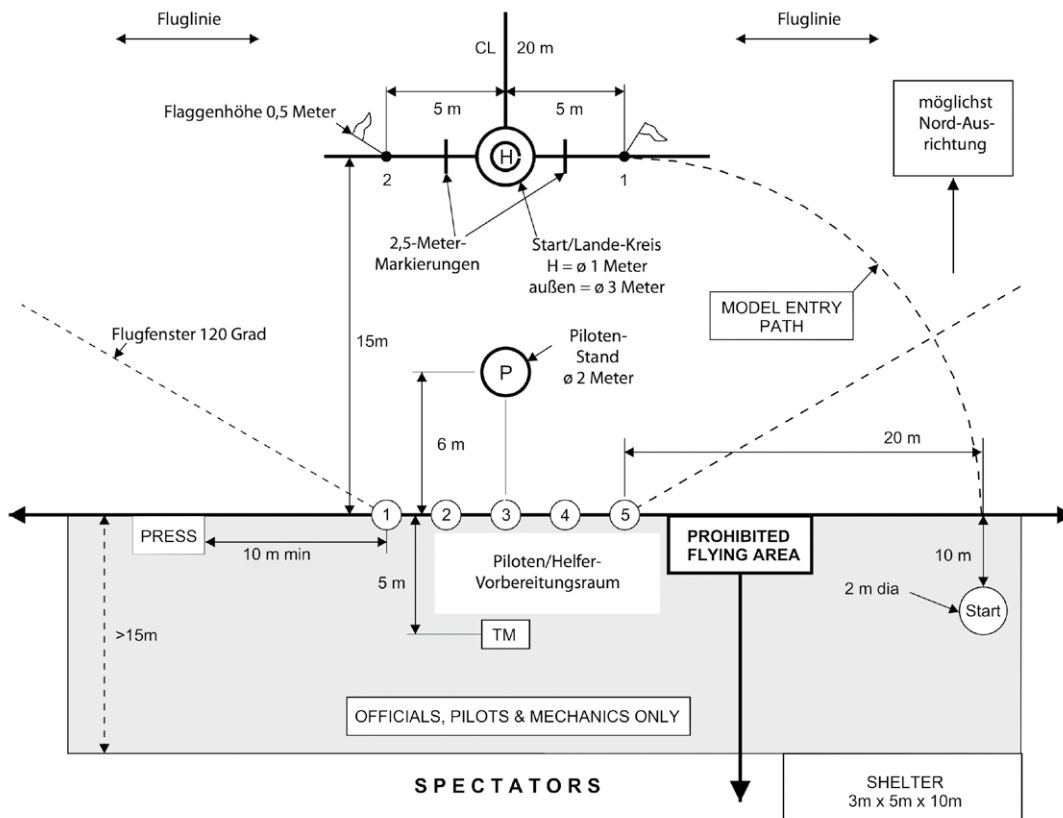 Fluglinie
Fluglinie
CL
20 m
5 m
5 m
Flaggenhöhe 0,5 Meter
möglichst
Nord-Aus-
richtung
H
2
1
2,5-Meter-
Markierungen
Start/Lande-Kreis
H = ø 1 Meter
außen = ø 3 Meter
MODEL ENTRY
PATH
Flugfenster 120 Grad
15m
Piloten-
Stand
ø 2 Meter
P
6 m
20 m
1
2
3
4
5
PRESS
10 m min
5 m
Piloten/Helfer-
Vorbereitungsraum
PROHIBITED
FLYING AREA
10 m
2 m dia
Start
TM
>15m
OFFICIALS, PILOTS & MECHANICS ONLY
SPECTATORS
SHELTER
3m x 5m x 10m